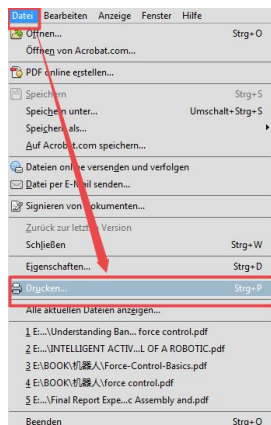 Datei Bearbeiten Anzeige Fenster Hilfe
Öffnen... Strg+O
Öffnen von Acrobat.com...
PDF online erstellen...
Speichern Strg+S
Speichern unter... Umschalt+Strg+S
Speichern als...
Auf Acrobat.com speichern...
Dateien online versenden und verfolgen
Datei per E-Mail senden...
Signieren von Dokumenten...
Zurück zur letzten Version
Schließen Strg+W
Eigenschaften... Strg+D
Drucken... Strg+P
Alle aktuellen Dateien anzeigen...
1 E:...\Understanding Ban... force control.pdf
2 E:...\INTELLIGENT ACTIV...L OF A ROBOTIC.pdf
3 E:\BOOK\机器人\Force-Control-Basics.pdf
4 E:\BOOK\机器人\force control.pdf
5 E:...\Final Report Expe...c Assembly and.pdf
Beenden Strg+Q